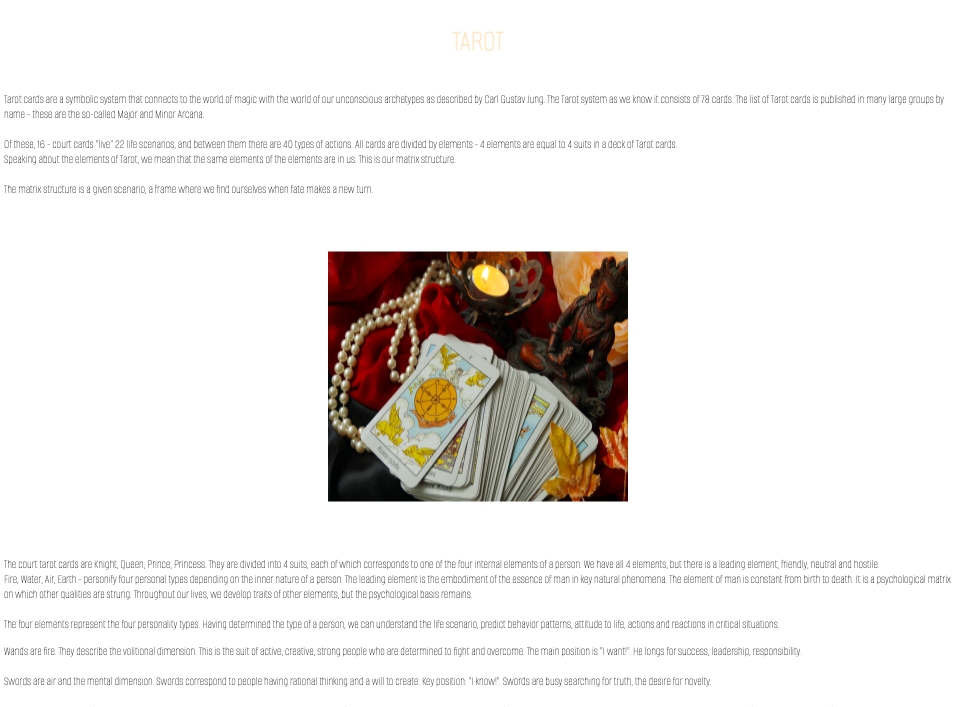 TAROT
Tarot cards are a symbolic system that connects to the world of magic with the world of our unconscious archetypes as described by Carl Gustav Jung. The Tarot system as we know it consists of 78 cards. The list of Tarot cards is published in many large groups by
name - these are the so-called Major and Minor Arcana.
Of these, 16 - court cards "live" 22 life scenarios, and between them there are 40 types of actions. All cards are divided by elements - 4 elements are equal to 4 suits in a deck of Tarot cards.
Speaking about the elements of Tarot, we mean that the same elements of the elements are in us. This is our matrix structure.
The matrix structure is a given scenario, a frame where we find ourselves when fate makes a new turn.
The court tarot cards are Knight, Queen, Prince, Princess. They are divided into 4 suits, each of which corresponds to one of the four internal elements of a person. We have all 4 elements, but there is a leading element, friendly, neutral and hostile.
Fire, Water, Air, Earth - personify four personal types depending on the inner nature of a person. The leading element is the embodiment of the essence of man in key natural phenomena. The element of man is constant from birth to death. It is a psychological matrix
on which other qualities are strung. Throughout our lives, we develop traits of other elements, but the psychological basis remains.
The four elements represent the four personality types. Having determined the type of a person, we can understand the life scenario, predict behavior patterns, attitude to life, actions and reactions in critical situations.
Wands are fire. They describe the volitional dimension. This is the suit of active, creative, strong people who are determined to fight and overcome. The main position is "I want!". He longs for success, leadership, responsibility.
Swords are air and the mental dimension. Swords correspond to people having rational thinking and a will to create. Key position: "I know!". Swords are busy searching for truth, the desire for novelty.